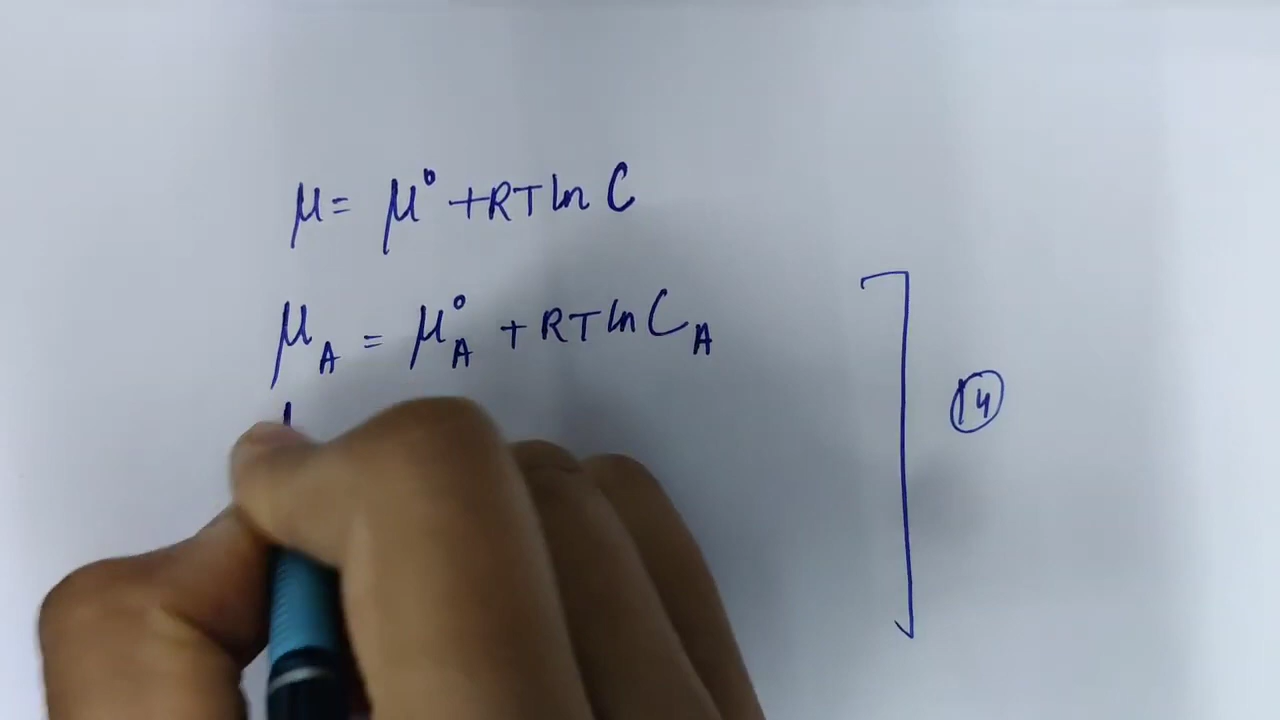 μ = μ° + RT ln C
μ_A = μ°_A + RT ln C_A
14